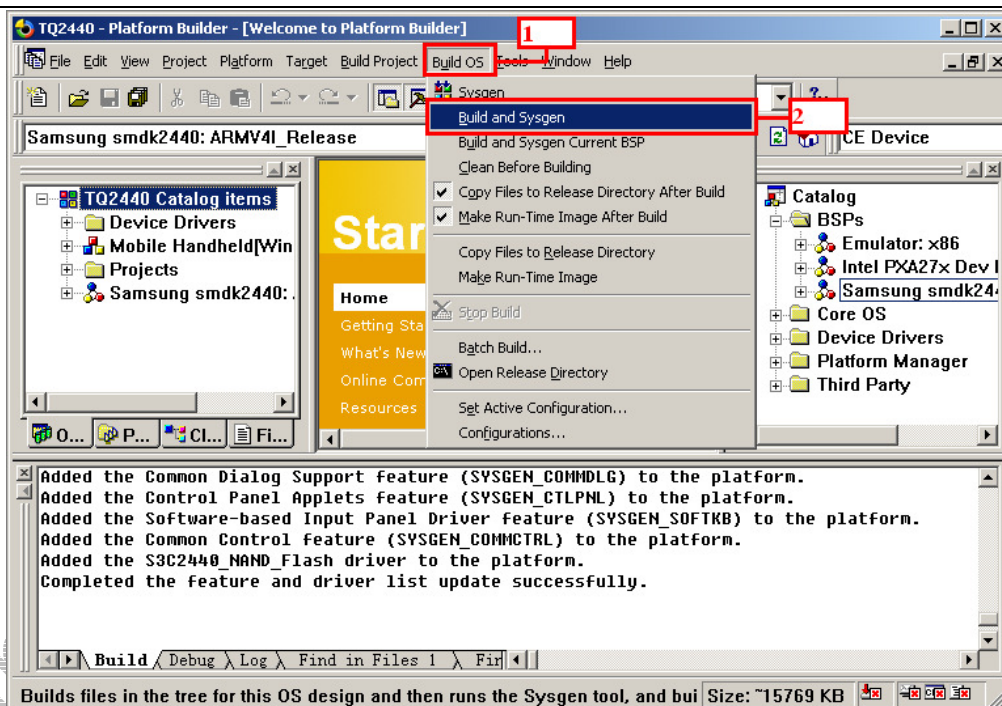 TQ2440 - Platform Builder - [Welcome to Platform Builder]
1
File Edit View Project Platform Target Build Project Build OS Tools Window Help
Samsung smdk2440: ARMV4I_Release
CE Device
Sysgen
Build and Sysgen
2
Build and Sysgen Current BSP
Clean Before Building
Copy Files to Release Directory After Build
Make Run-Time Image After Build
Copy Files to Release Directory
Make Run-Time Image
Stop Build
Batch Build...
Open Release Directory
Set Active Configuration...
Configurations...
TQ2440 Catalog items
Device Drivers
Mobile Handheld[Win
Projects
Samsung smdk2440: .
O... P... Cl... Fi...
Star
Home
Getting Sta
What's New
Online Com
Resources
Catalog
BSPs
Emulator: x86
Intel PXA27x Dev
Samsung smdk24
Core OS
Device Drivers
Platform Manager
Third Party
Added the Common Dialog Support feature (SYSGEN_COMMDLG) to the platform.
Added the Control Panel Applets feature (SYSGEN_CTLPNL) to the platform.
Added the Software-based Input Panel Driver feature (SYSGEN_SOFTKB) to the platform.
Added the Common Control feature (SYSGEN_COMMCTRL) to the platform.
Added the S3C2440_NAND_Flash driver to the platform.
Completed the feature and driver list update successfully.
Build Debug Log Find in Files 1 Fin
Builds files in the tree for this OS design and then runs the Sysgen tool, and bui Size: ~15769 KB